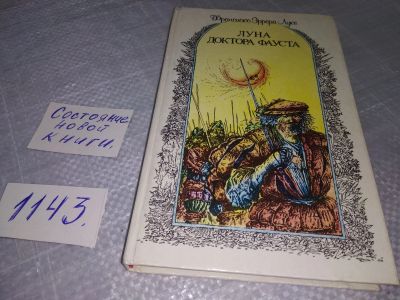 Франсиско Эррера Луке
ЛУНА
ДОКТОРА ФАУСТА
Состояние
новой
книги.
1143.